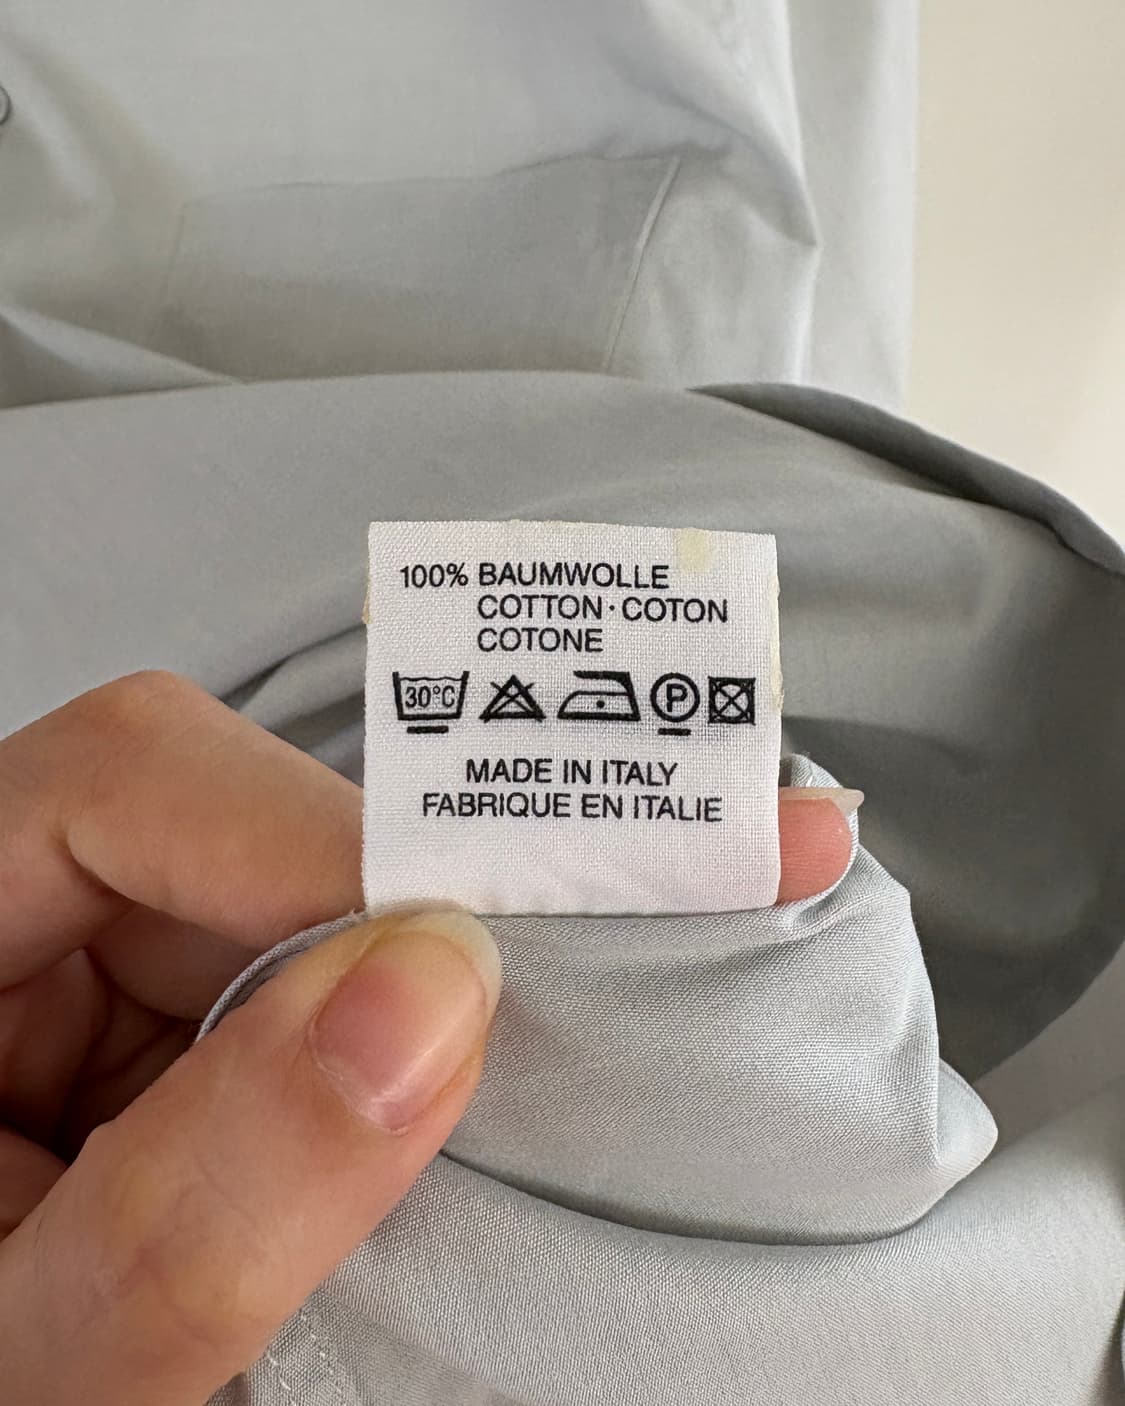 100% BAUMWOLLE
COTTON·COTON
COTONE
30°C P
MADE IN ITALY
FABRIQUE EN ITALIE